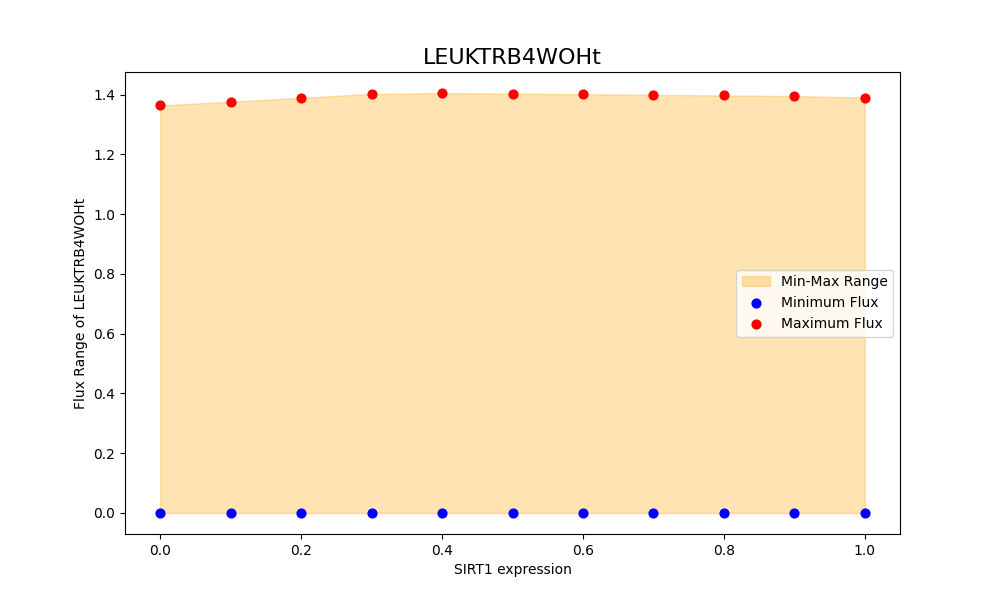 LEUKTRB4WOHt
Flux Range of LEUKTRB4WOHt
1.4
1.2
1.0
0.8
0.6
0.4
0.2
0.0
Min-Max Range
Minimum Flux
Maximum Flux
0.0 0.2 0.4 0.6 0.8 1.0
SIRT1 expression